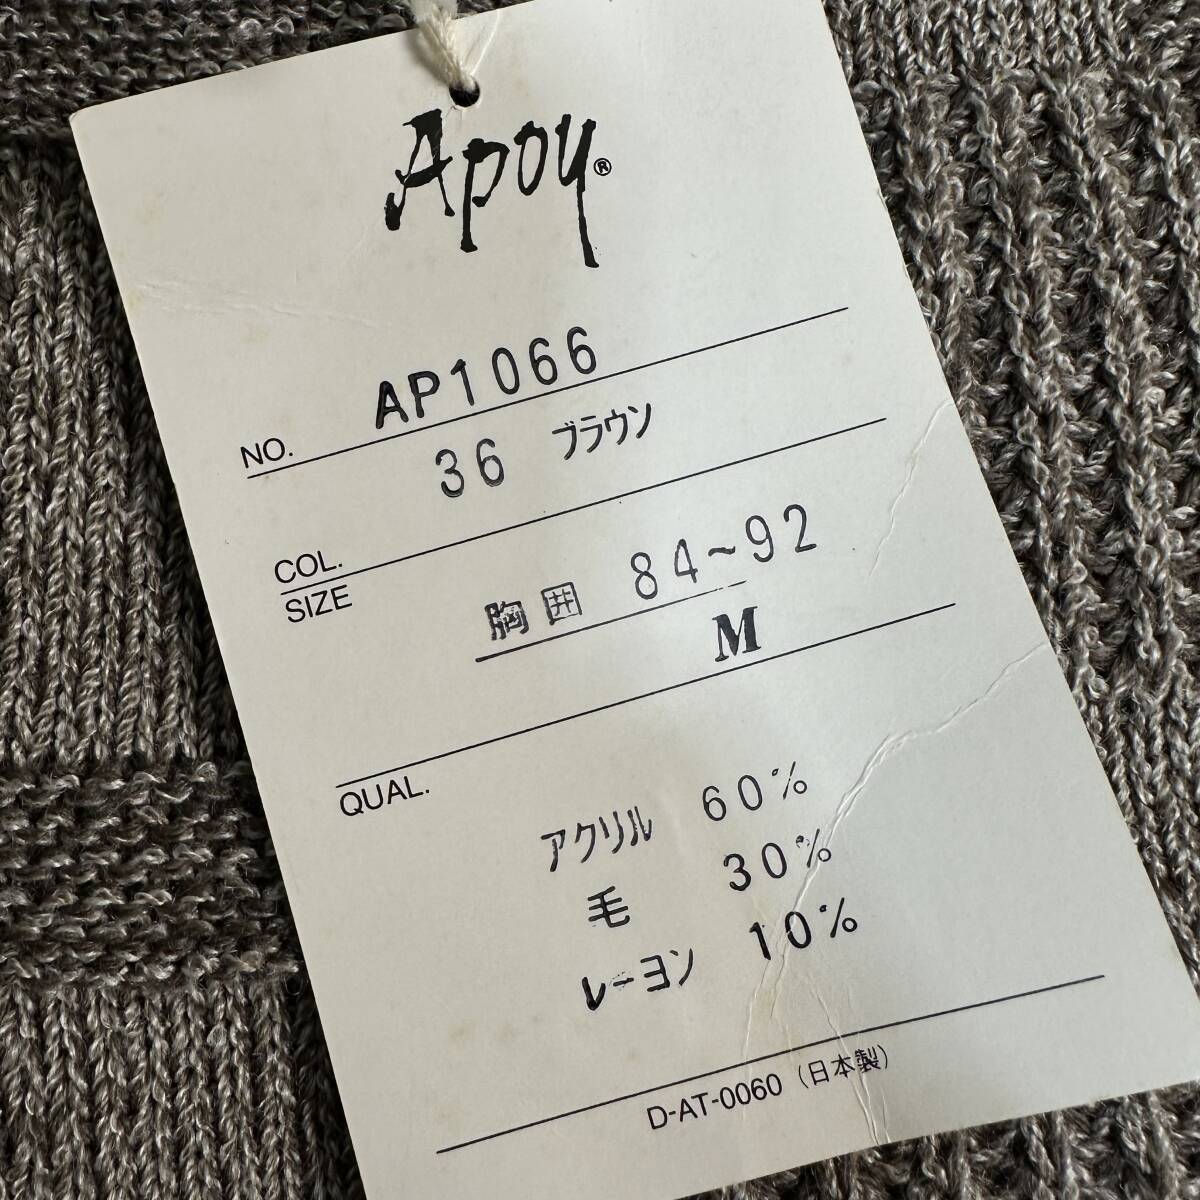 Apoy®
NO. AP1066
COL. 36 ブラウン
SIZE 胸囲 84~92
M
QUAL.
アクリル 60%
毛 30%
レーヨン 10%
D-AT-0060（日本製）